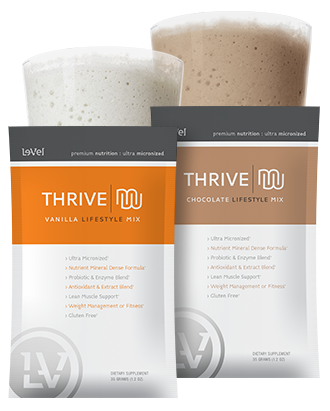 LeVel
premium nutrition : ultra micronized
THRIVE
VANILLA LIFESTYLE MIX
› Ultra Micronized
› Nutrient Mineral Dense Formula
› Probiotic & Enzyme Blend
› Antioxidant & Extract Blend
› Lean Muscle Support
› Weight Management or Fitness
› Gluten Free
LV
DIETARY SUPPLEMENT
LeVel
premium nutrition : ultra micronized
THRIVE
CHOCOLATE LIFESTYLE MIX
› Ultra Micronized
› Nutrient Mineral Dense Formula
› Probiotic & Enzyme Blend
› Antioxidant & Extract Blend
› Lean Muscle Support
› Weight Management or Fitness
› Gluten Free
DIETARY SUPPLEMENT